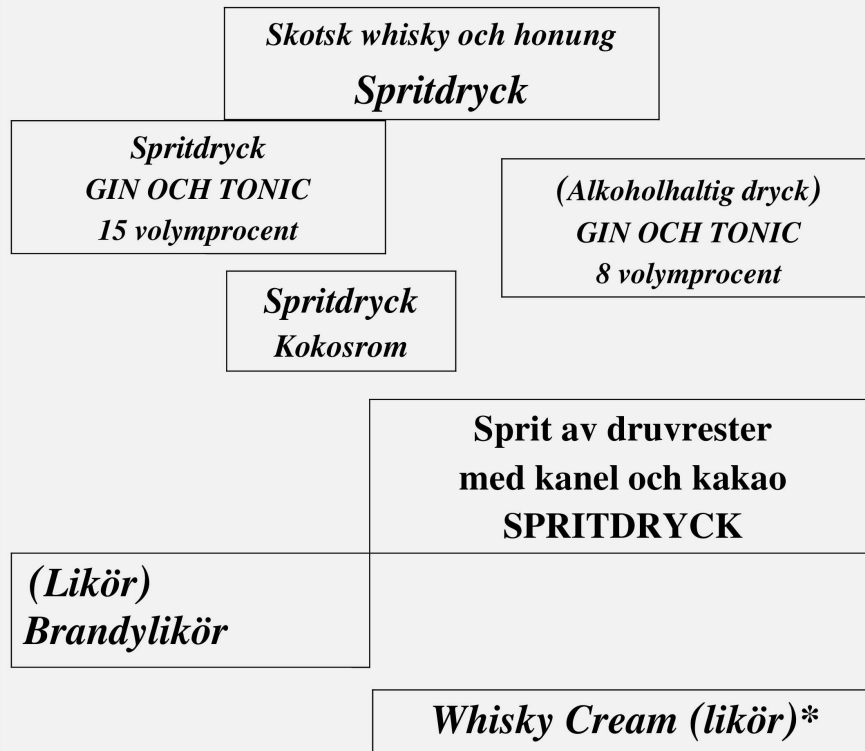 Skotsk whisky och honung
Spritdryck
Spritdryck
GIN OCH TONIC
15 volymprocent
(Alkoholhaltig dryck)
GIN OCH TONIC
8 volymprocent
Spritdryck
Kokosrom
Sprit av druvrester
med kanel och kakao
SPRITDRYCK
(Likör)
Brandylikör
Whisky Cream (likör)*